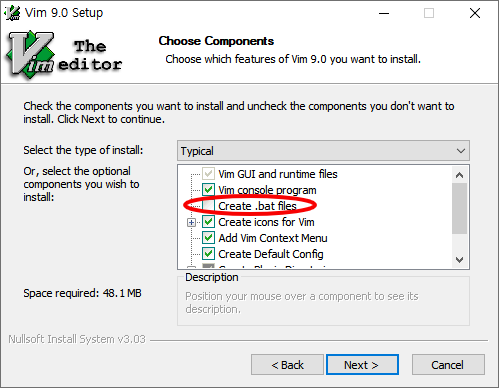 Vim 9.0 Setup
The
Vim editor
Choose Components
Choose which features of Vim 9.0 you want to install.
Check the components you want to install and uncheck the components you don't want to
install. Click Next to continue.
Select the type of install:
Typical
Or, select the optional
components you wish to
install:
Vim GUI and runtime files
Vim console program
Create .bat files
Create icons for Vim
Add Vim Context Menu
Create Default Config
Space required: 48.1MB
Description
Position your mouse over a component to see its
description.
Nullsoft Install System v3.03
< Back
Next >
Cancel